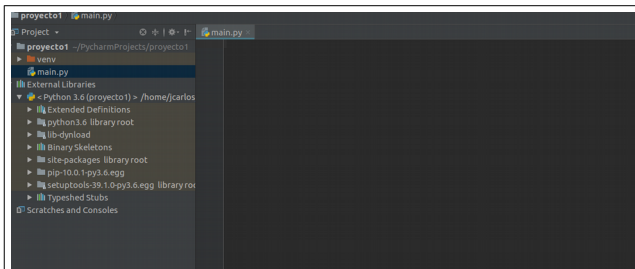 proyecto1 main.py
Project main.py
proyecto1 ~/PycharmProjects/proyecto1
venv
main.py
External Libraries
< Python 3.6 (proyecto1) > /home/jcarlos
Extended Definitions
python3.6 library root
lib-dynload
Binary Skeletons
site-packages library root
pip-10.0.1-py3.6.egg
setuptools-39.1.0-py3.6.egg library roo
Typeshed Stubs
Scratches and Consoles